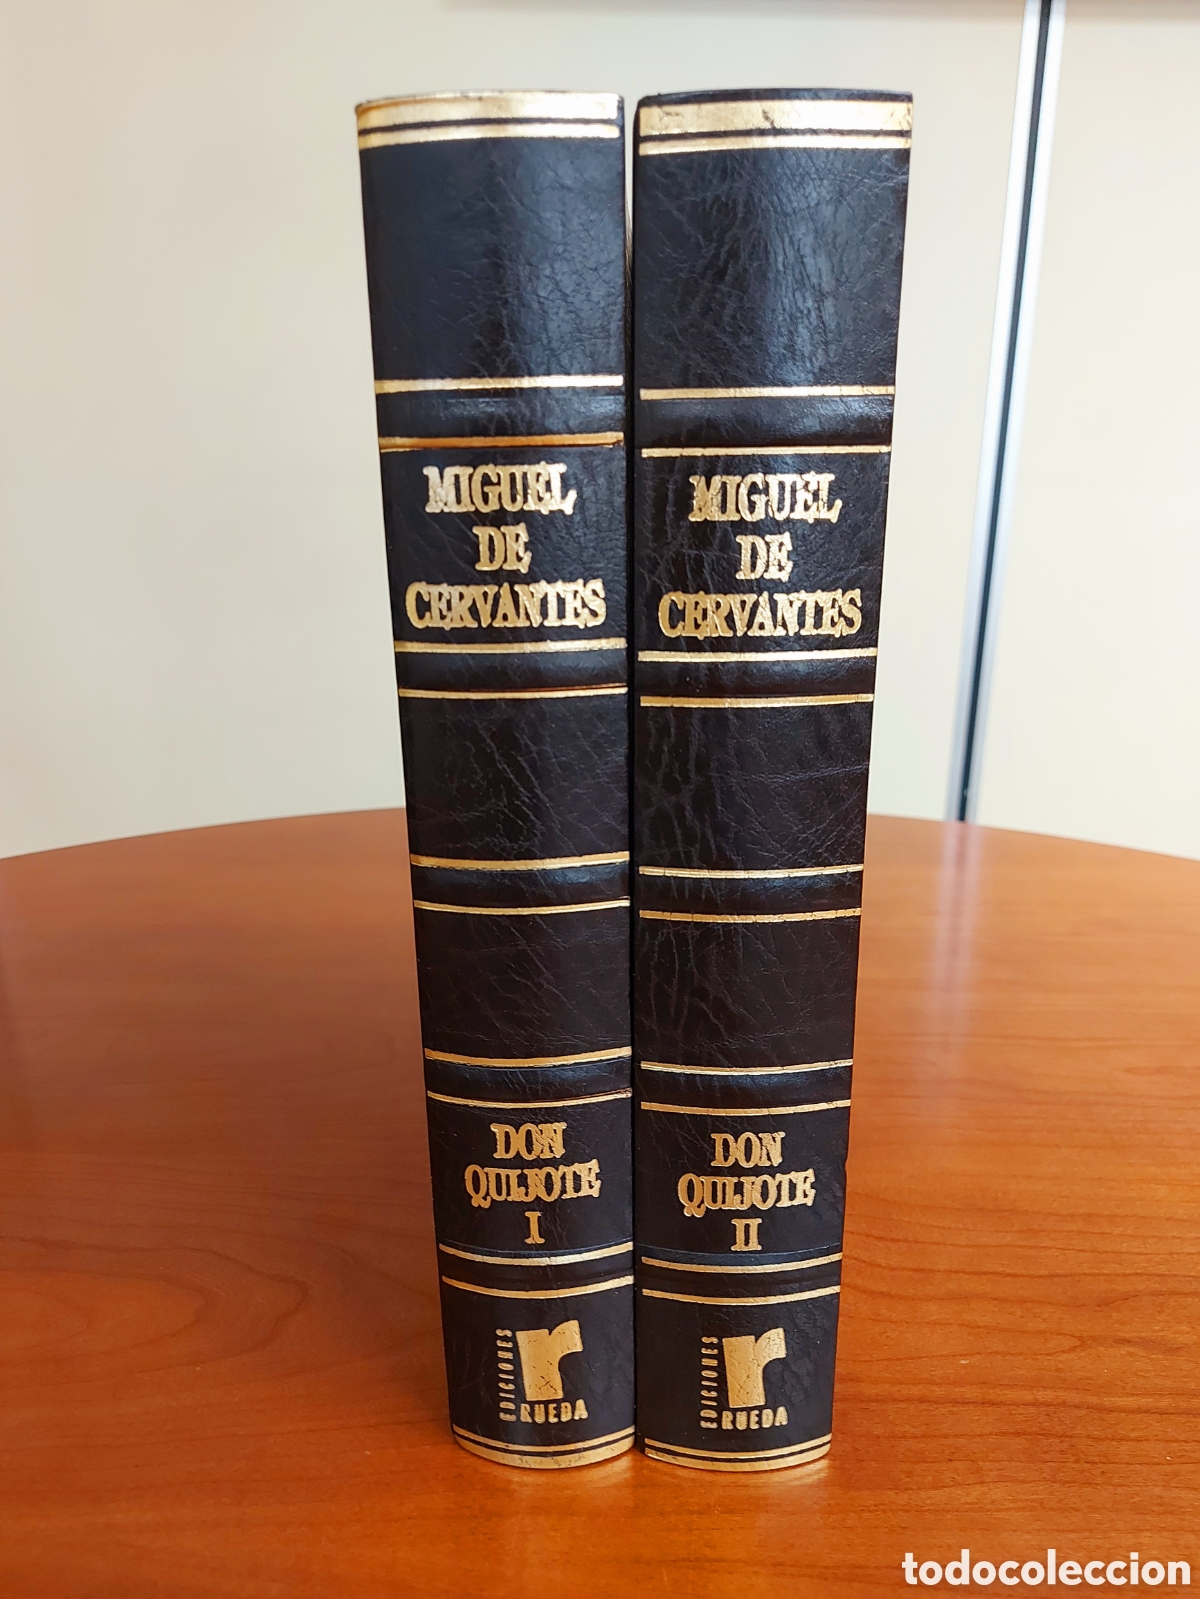 MIGUEL
DE
CERVANTES
DON
QUIJOTE
I
EDICIONES
r
RUEDA
MIGUEL
DE
CERVANTES
DON
QUIJOTE
II
EDICIONES
r
RUEDA
todocoleccion